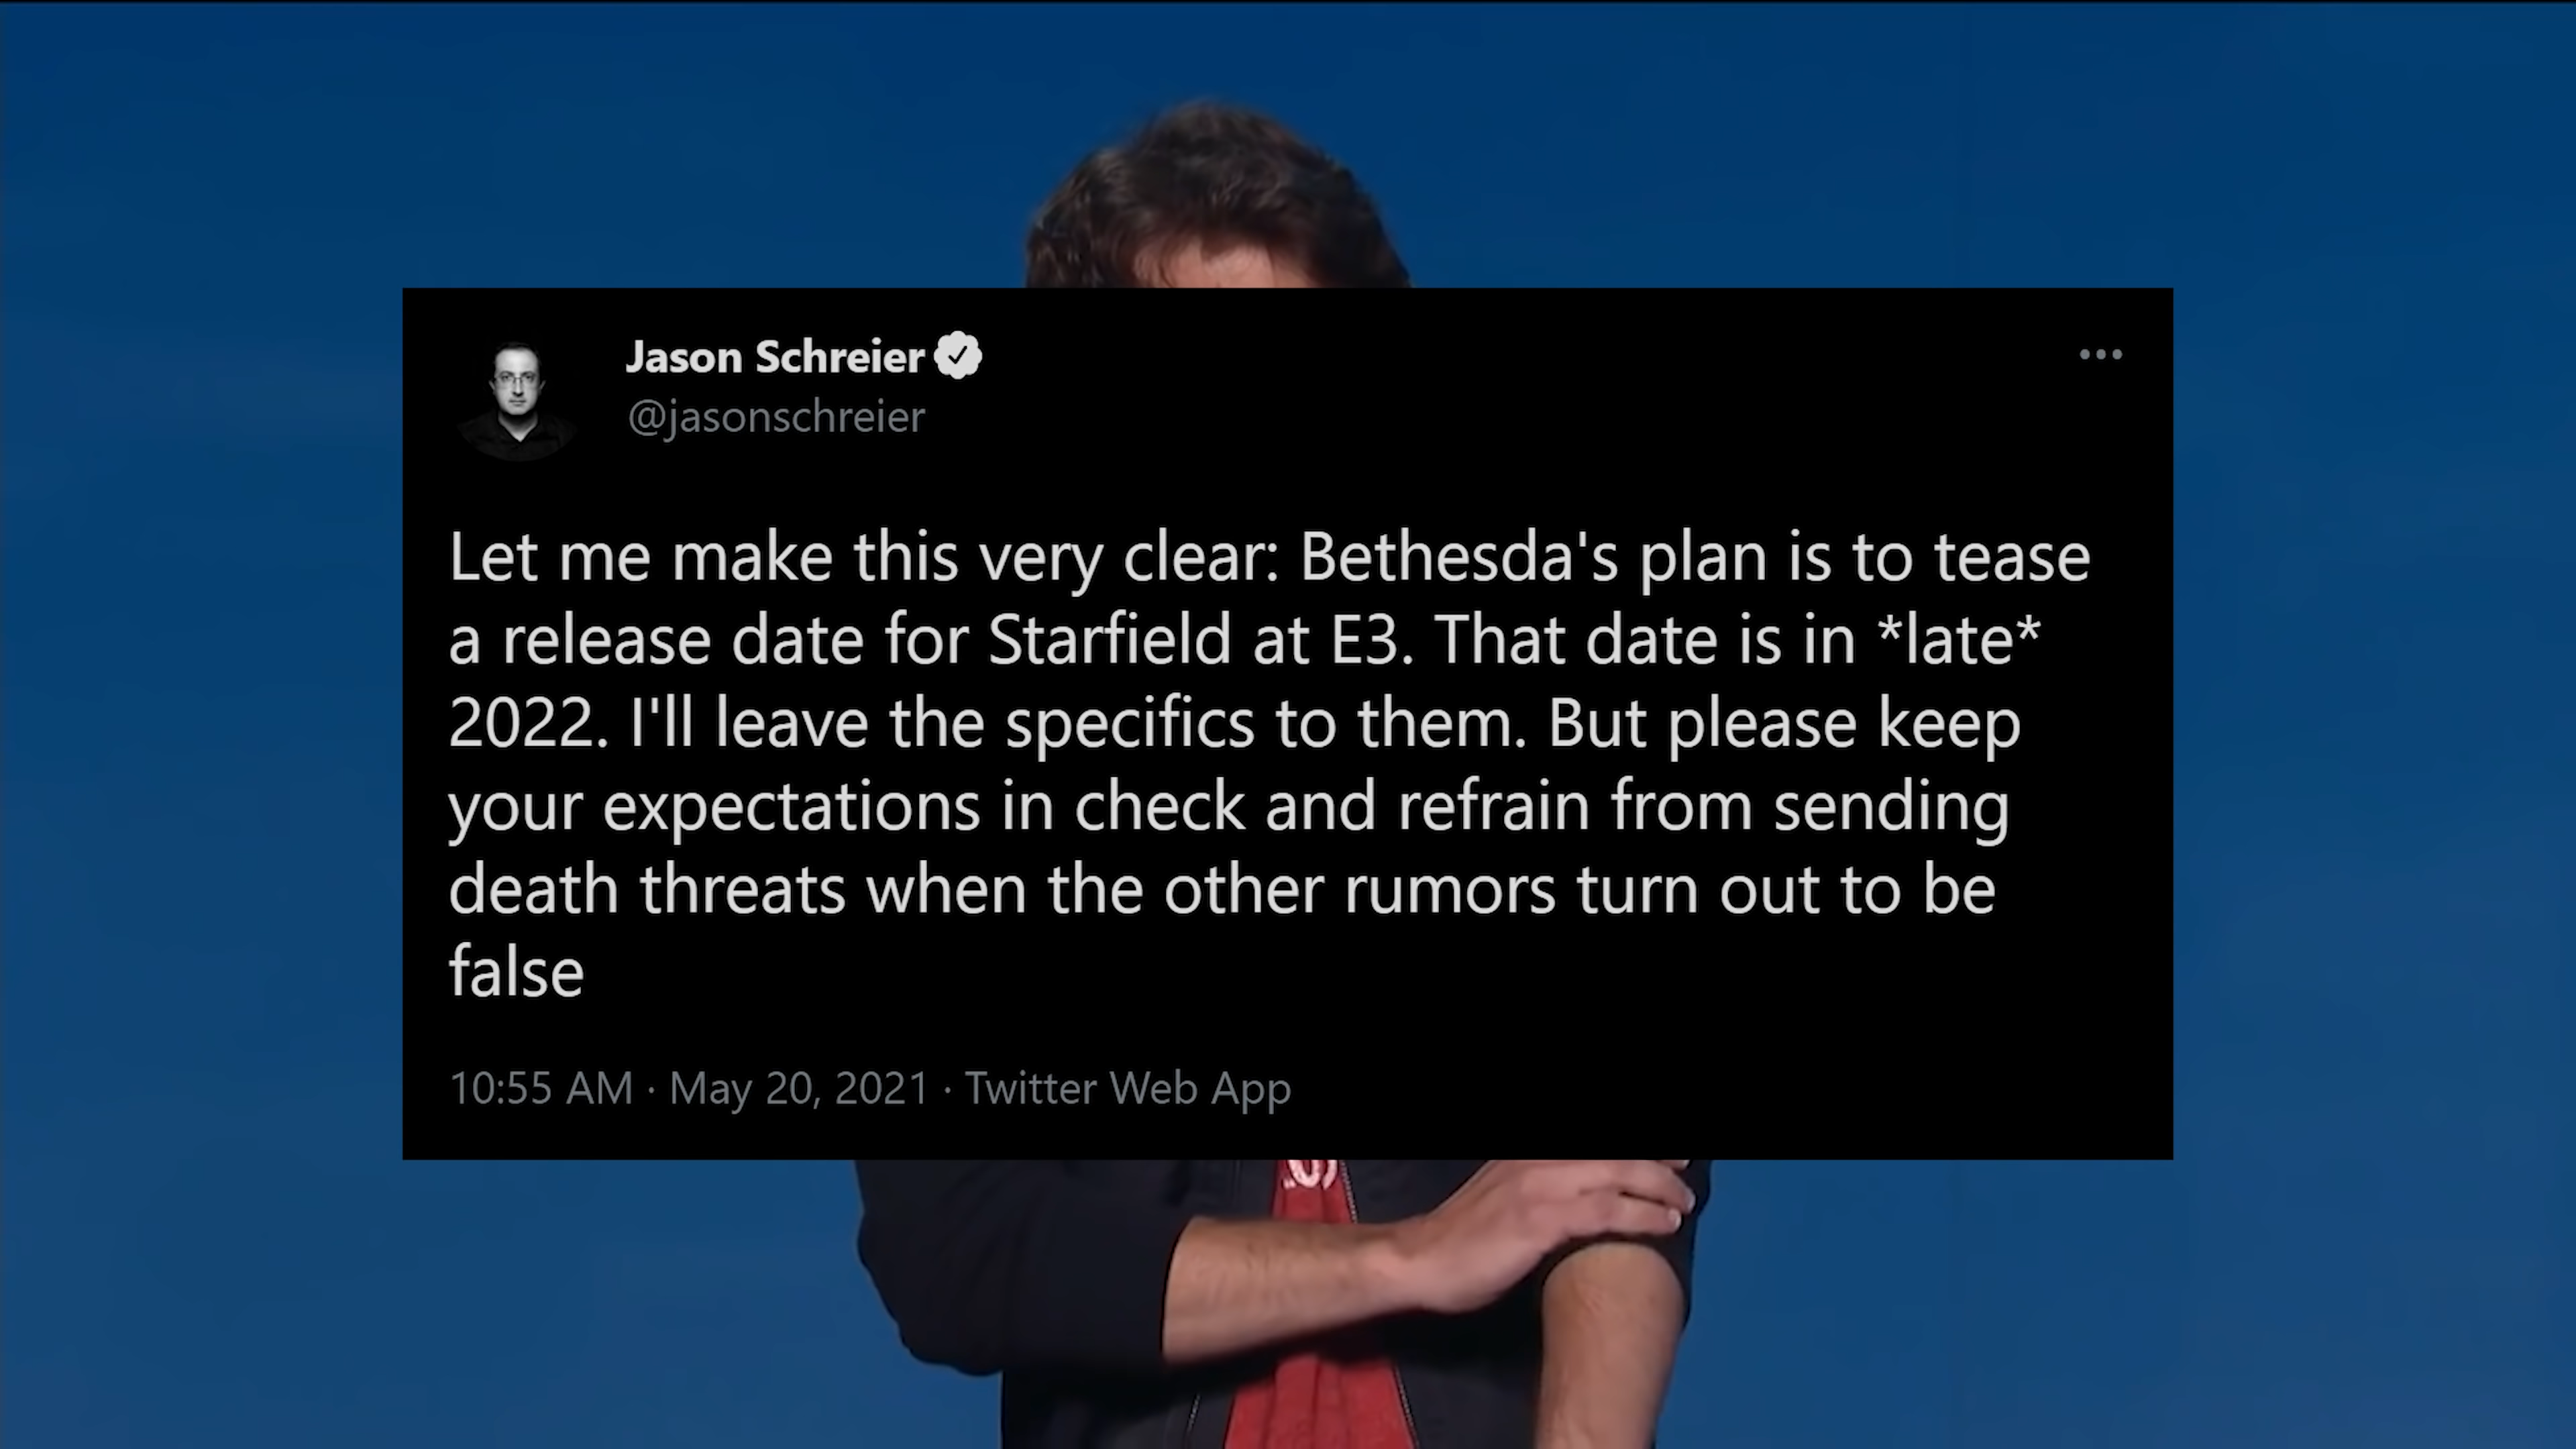 Jason Schreier
@jasonschreier
Let me make this very clear: Bethesda's plan is to tease
a release date for Starfield at E3. That date is in *late*
2022. I'll leave the specifics to them. But please keep
your expectations in check and refrain from sending
death threats when the other rumors turn out to be
false
10:55 AM · May 20, 2021 · Twitter Web App